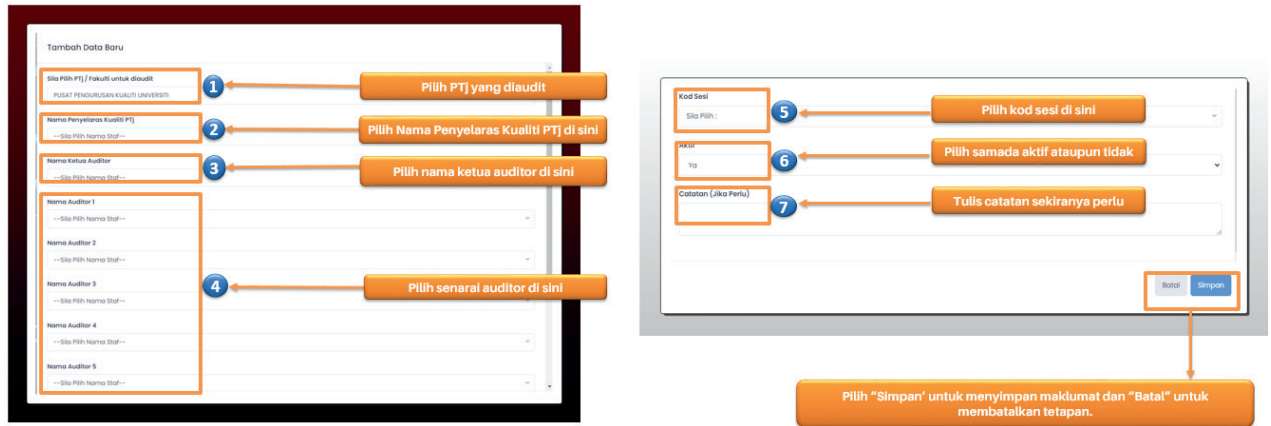 Tambah Data Baru
Sila Pilih PTj / Fakulti untuk diaudit
PUSAT PENGURUSAN KUALITI UNIVERSITI
1
Pilih PTj yang diaudit
Nama Penyelaras Kualiti PTj
--Sila Pilih Nama Staf--
2
Pilih Nama Penyelaras Kualiti PTj di sini
Nama Ketua Auditor
--Sila Pilih Nama Staf--
3
Pilih nama ketua auditor di sini
Nama Auditor 1
--Sila Pilih Nama Staf--
Nama Auditor 2
--Sila Pilih Nama Staf--
Nama Auditor 3
--Sila Pilih Nama Staf--
4
Pilih senarai auditor di sini
Nama Auditor 4
--Sila Pilih Nama Staf--
Nama Auditor 5
--Sila Pilih Nama Staf--
Kod Sesi
Sila Pilih :
5
Pilih kod sesi di sini
Aktif
Ya
6
Pilih samada aktif ataupun tidak
Catatan (Jika Perlu)
7
Tulis catatan sekiranya perlu
Batal
Simpan
Pilih "Simpan' untuk menyimpan maklumat dan "Batal" untuk
membatalkan tetapan.